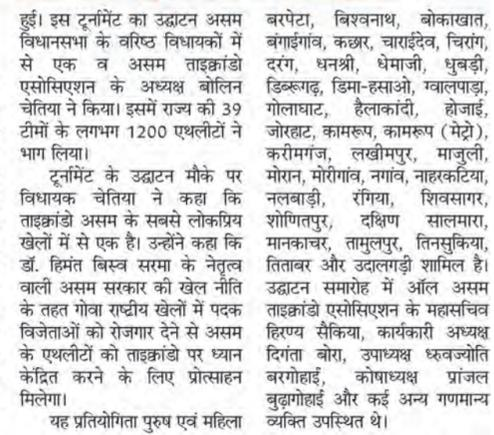 हुई। इस टूर्नामेंट का उद्घाटन असम
विधानसभा के वरिष्ठ विधायकों में
से एक व असम ताइक्वांडो
एसोसिएशन के अध्यक्ष बोलिन
चेतिया ने किया। इसमें राज्य की 39
टीमों के लगभग 1200 एथलीटों ने
भाग लिया।
टूर्नामेंट के उद्घाटन मौके पर
विधायक चेतिया ने कहा कि
ताइक्वांडो असम के सबसे लोकप्रिय
खेलों में से एक है। उन्होंने कहा कि
डॉ. हिमंत बिस्व सरमा के नेतृत्व
वाली असम सरकार की खेल नीति
के तहत गोवा राष्ट्रीय खेलों में पदक
विजेताओं को रोजगार देने से असम
के एथलीटों को ताइक्वांडो पर ध्यान
केंद्रित करने के लिए प्रोत्साहन
मिलेगा।
यह प्रतियोगिता पुरुष एवं महिला
बरपेटा, बिश्वनाथ, बोकाखात,
बंगाईगांव, कछार, चाराईदेव, चिरांग,
दरंग, धनश्री, धेमाजी, धुबड़ी,
डिब्रूगढ़, डिमा-हसाओ, ग्वालपाड़ा,
गोलाघाट, हैलाकांदी, होजाई,
जोरहाट, कामरूप, कामरूप (मेट्रो),
करीमगंज, लखीमपुर, माजुली,
मोरान, मोरीगांव, नगांव, नाहरकटिया,
नलबाड़ी, रंगिया, शिवसागर,
शोणितपुर, दक्षिण सालमारा,
मानकाचर, तामुलपुर, तिनसुकिया,
तिताबर और उदालगड़ी शामिल है।
उद्घाटन समारोह में ऑल असम
ताइक्वांडो एसोसिएशन के महासचिव
हिरण्य सैकिया, कार्यकारी अध्यक्ष
दिगंता बोरा, उपाध्यक्ष ध्रुवज्योति
बरगोहाईं, कोषाध्यक्ष प्रांजल
बुढ़ागोहाईं और कई अन्य गणमान्य
व्यक्ति उपस्थित थे।